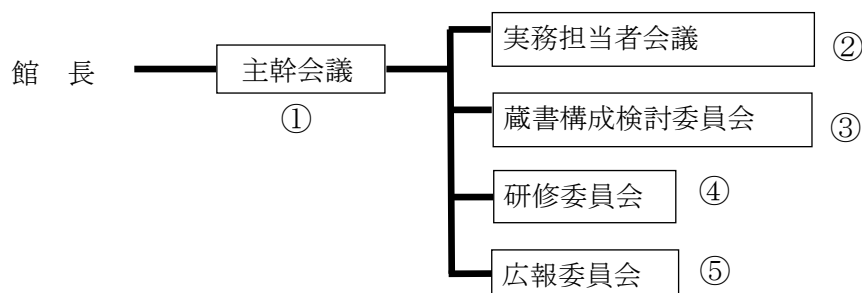 実務担当者会議 ②
館 長 主幹会議
①
蔵書構成検討委員会 ③
研修委員会 ④
広報委員会 ⑤